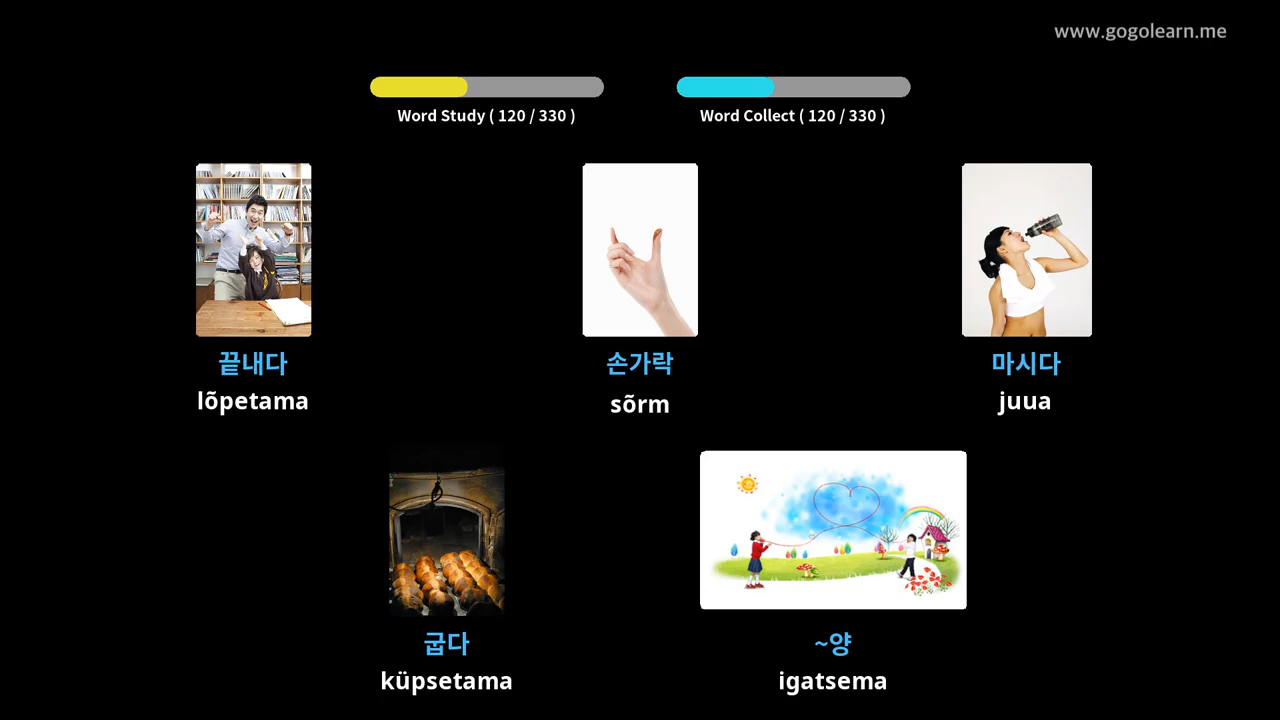 www.gogolearn.me
Word Study ( 120 / 330 )
Word Collect ( 120 / 330 )
끝내다
lõpetama
손가락
sõrm
마시다
juua
굽다
küpsetama
~양
igatsema